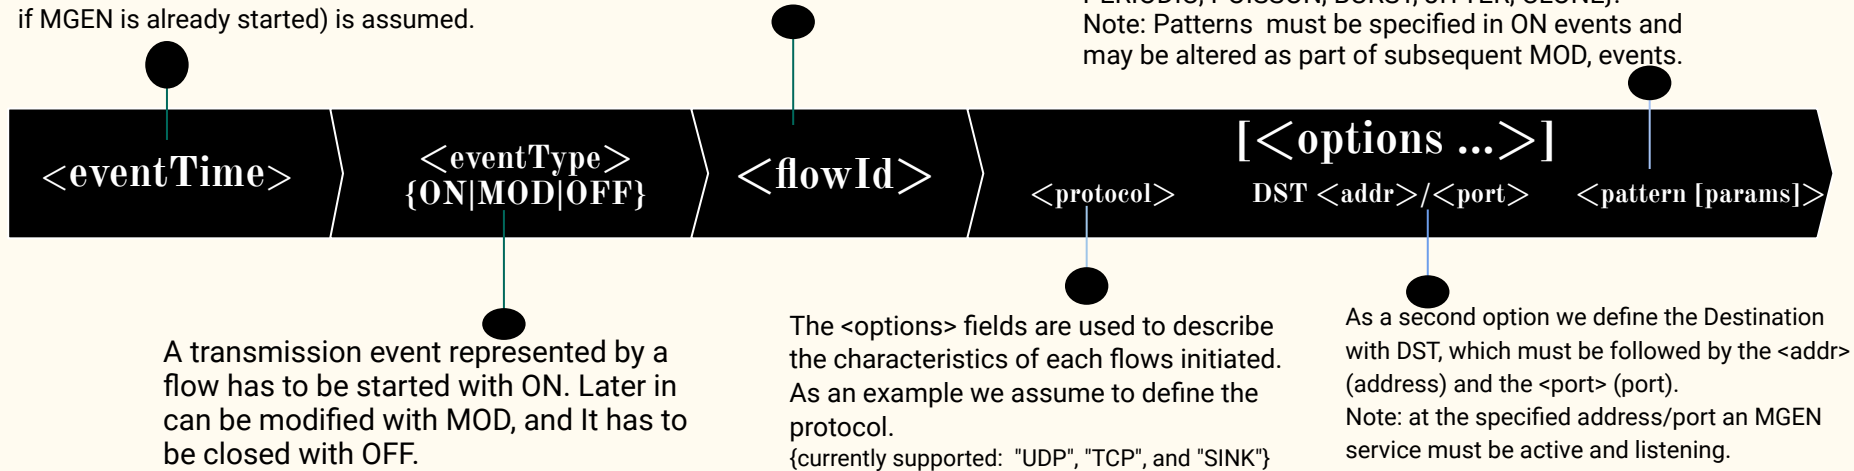 if MGEN is already started) is assumed.
PERIODIC, POISSON, BURST, JITTER, CLONE}.
Note: Patterns  must be specified in ON events and
may be altered as part of subsequent MOD, events.
<eventTime>
<eventType>
{ON|MOD|OFF}
<flowId>
[<options ...>]
<protocol>
DST <addr>/<port>
<pattern [params]>
A transmission event represented by a
flow has to be started with ON. Later in
can be modified with MOD, and It has to
be closed with OFF.
The <options> fields are used to describe
the characteristics of each flows initiated.
As an example we assume to define the
protocol.
{currently supported:  "UDP", "TCP", and "SINK"}
As a second option we define the Destination
with DST, which must be followed by the <addr>
(address) and the <port> (port).
Note: at the specified address/port an MGEN
service must be active and listening.